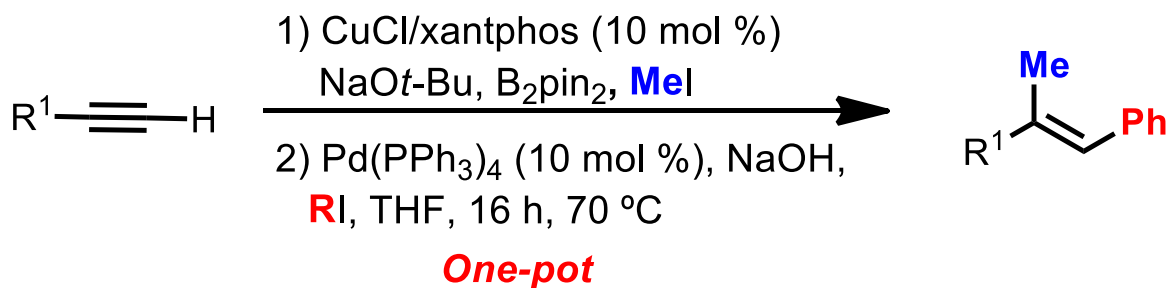 R¹ H
1) CuCl/xantphos (10 mol %)
NaOt-Bu, B₂pin₂, MeI
2) Pd(PPh₃)₄ (10 mol %), NaOH,
RI, THF, 16 h, 70 ºC
One-pot
Me
R¹ Ph